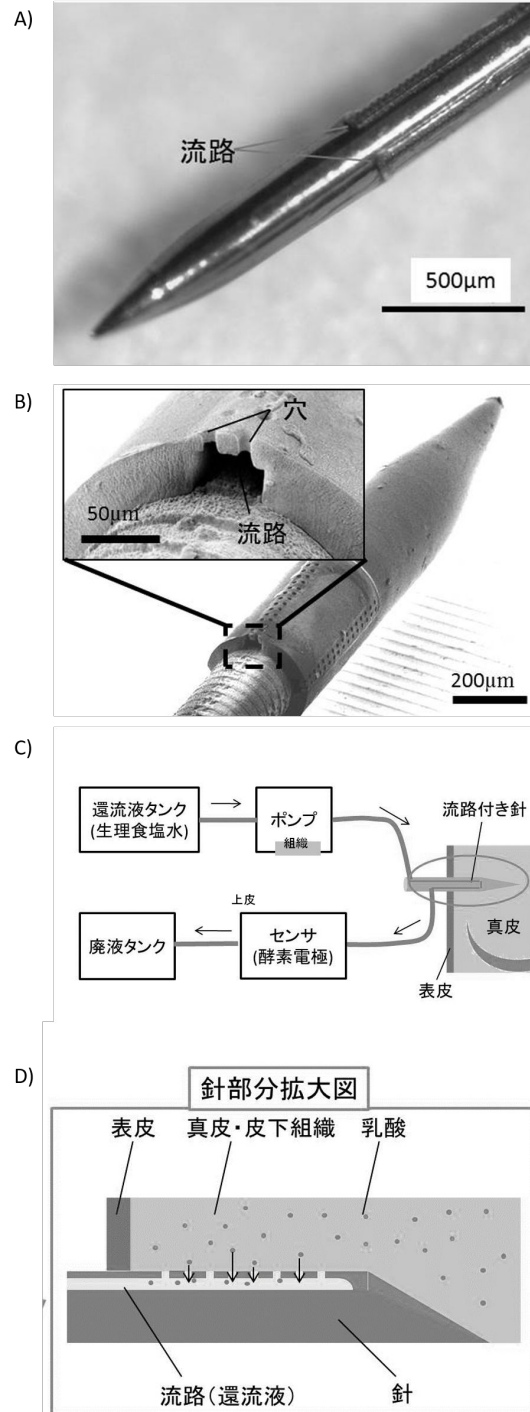 A)
流路
500μm
B)
穴
流路
50μm
200μm
C)
還流液タンク
(生理食塩水)
ポンプ
組織
流路付き針
上皮
廃液タンク
センサ
(酵素電極)
真皮
表皮
D)
針部分拡大図
表皮 真皮・皮下組織 乳酸
流路(還流液) 針